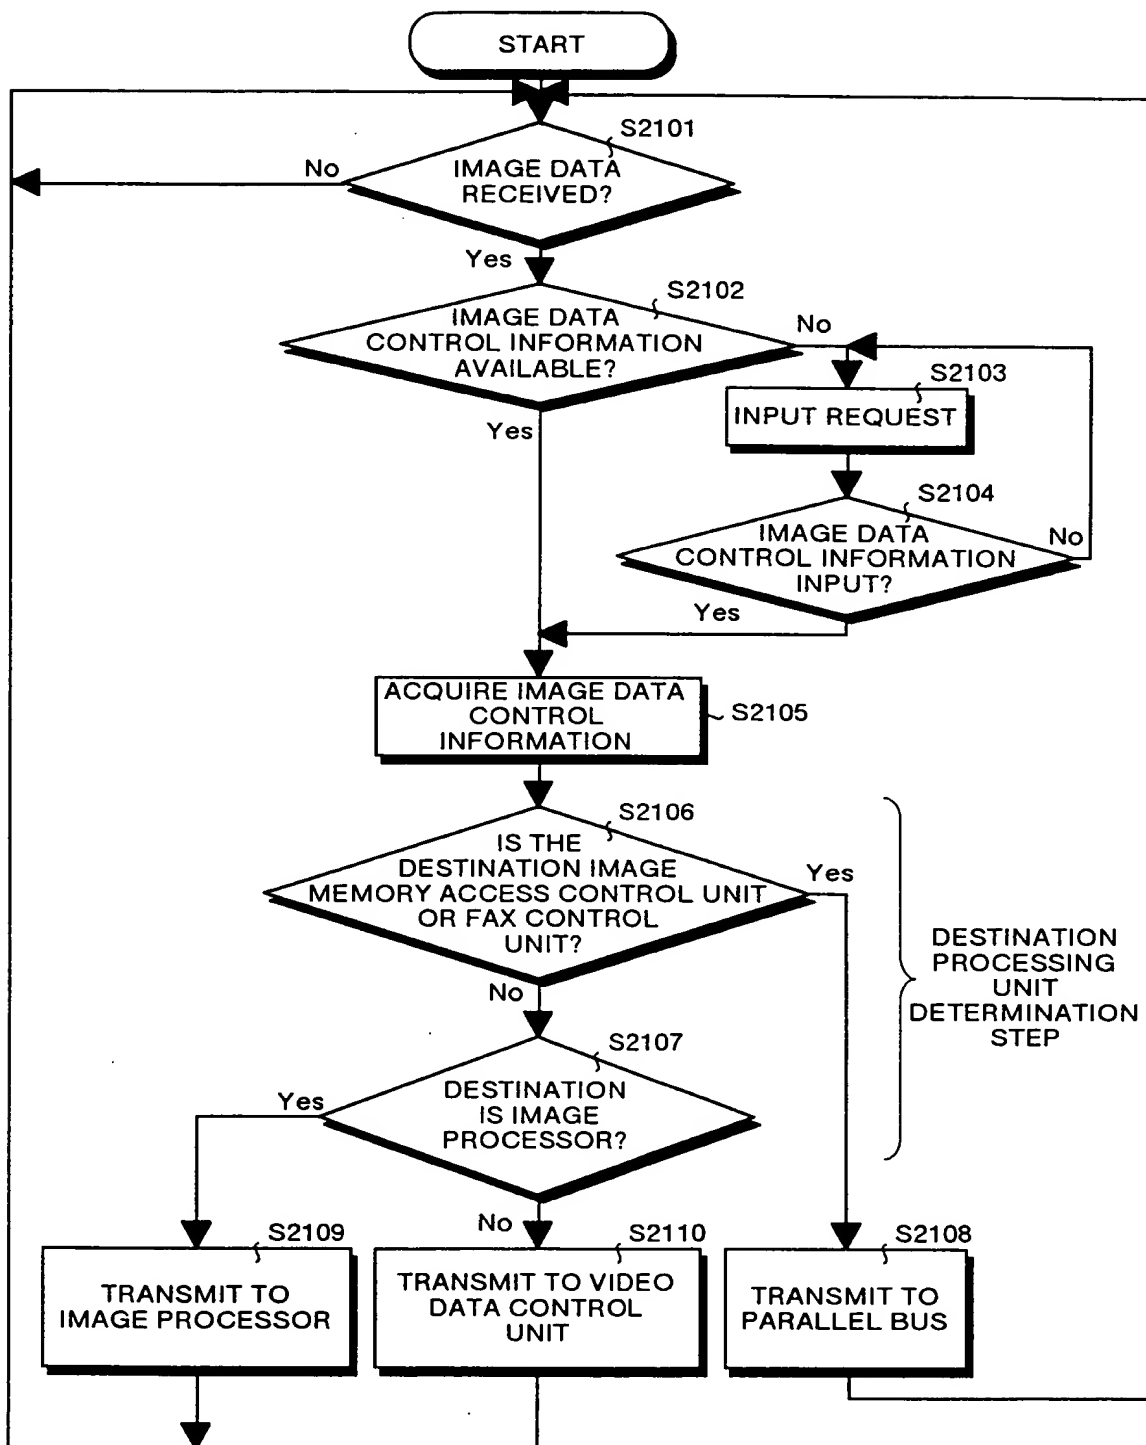 START
S2101
No
IMAGE DATA
RECEIVED?
Yes
S2102
IMAGE DATA
CONTROL INFORMATION
AVAILABLE?
No
Yes
S2103
INPUT REQUEST
S2104
IMAGE DATA
CONTROL INFORMATION
INPUT?
No
Yes
ACQUIRE IMAGE DATA
CONTROL
INFORMATION
S2105
S2106
IS THE
DESTINATION IMAGE
MEMORY ACCESS CONTROL UNIT
OR FAX CONTROL
UNIT?
Yes
No
DESTINATION
PROCESSING
UNIT
DETERMINATION
STEP
S2107
DESTINATION
IS IMAGE
PROCESSOR?
Yes
No
S2109
TRANSMIT TO
IMAGE PROCESSOR
S2110
TRANSMIT TO VIDEO
DATA CONTROL
UNIT
S2108
TRANSMIT TO
PARALLEL BUS